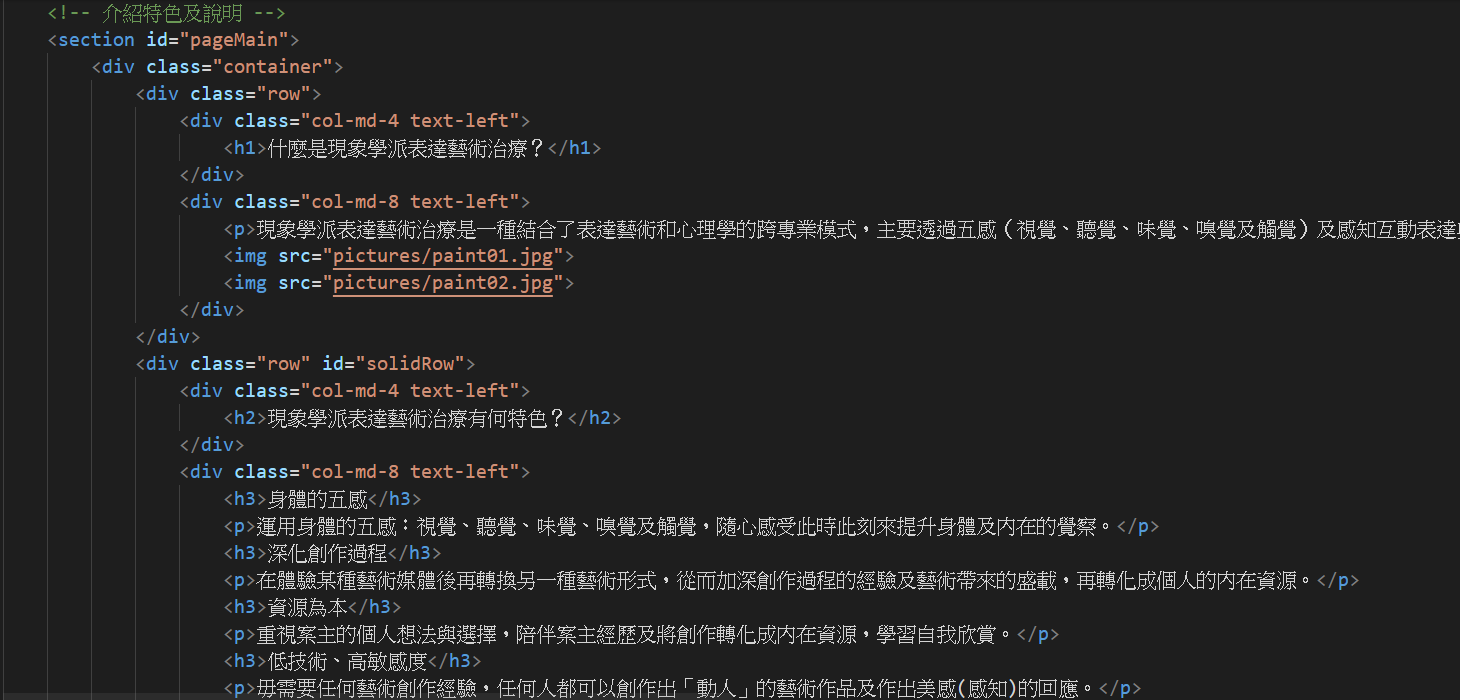 <!-- 介紹特色及說明 -->
<section id="pageMain">
<div class="container">
<div class="row">
<div class="col-md-4 text-left">
<h1>什麼是現象學派表達藝術治療？</h1>
</div>
<div class="col-md-8 text-left">
<p>現象學派表達藝術治療是一種結合了表達藝術和心理學的跨專業模式，主要透過五感（視覺、聽覺、味覺、嗅覺及觸覺）及感知互動表達
<img src="pictures/paint01.jpg">
<img src="pictures/paint02.jpg">
</div>
</div>
<div class="row" id="solidRow">
<div class="col-md-4 text-left">
<h2>現象學派表達藝術治療有何特色？</h2>
</div>
<div class="col-md-8 text-left">
<h3>身體的五感</h3>
<p>運用身體的五感：視覺、聽覺、味覺、嗅覺及觸覺，隨心感受此時此刻來提升身體及內在的覺察。</p>
<h3>深化創作過程</h3>
<p>在體驗某種藝術媒體後再轉換另一種藝術形式，從而加深創作過程的經驗及藝術帶來的盛載，再轉化成個人的內在資源。</p>
<h3>資源為本</h3>
<p>重視案主的個人想法與選擇，陪伴案主經歷及將創作轉化成內在資源，學習自我欣賞。</p>
<h3>低技術、高敏感度</h3>
<p>毋需要任何藝術創作經驗，任何人都可以創作出「動人」的藝術作品及作出美感(感知)的回應。</p>